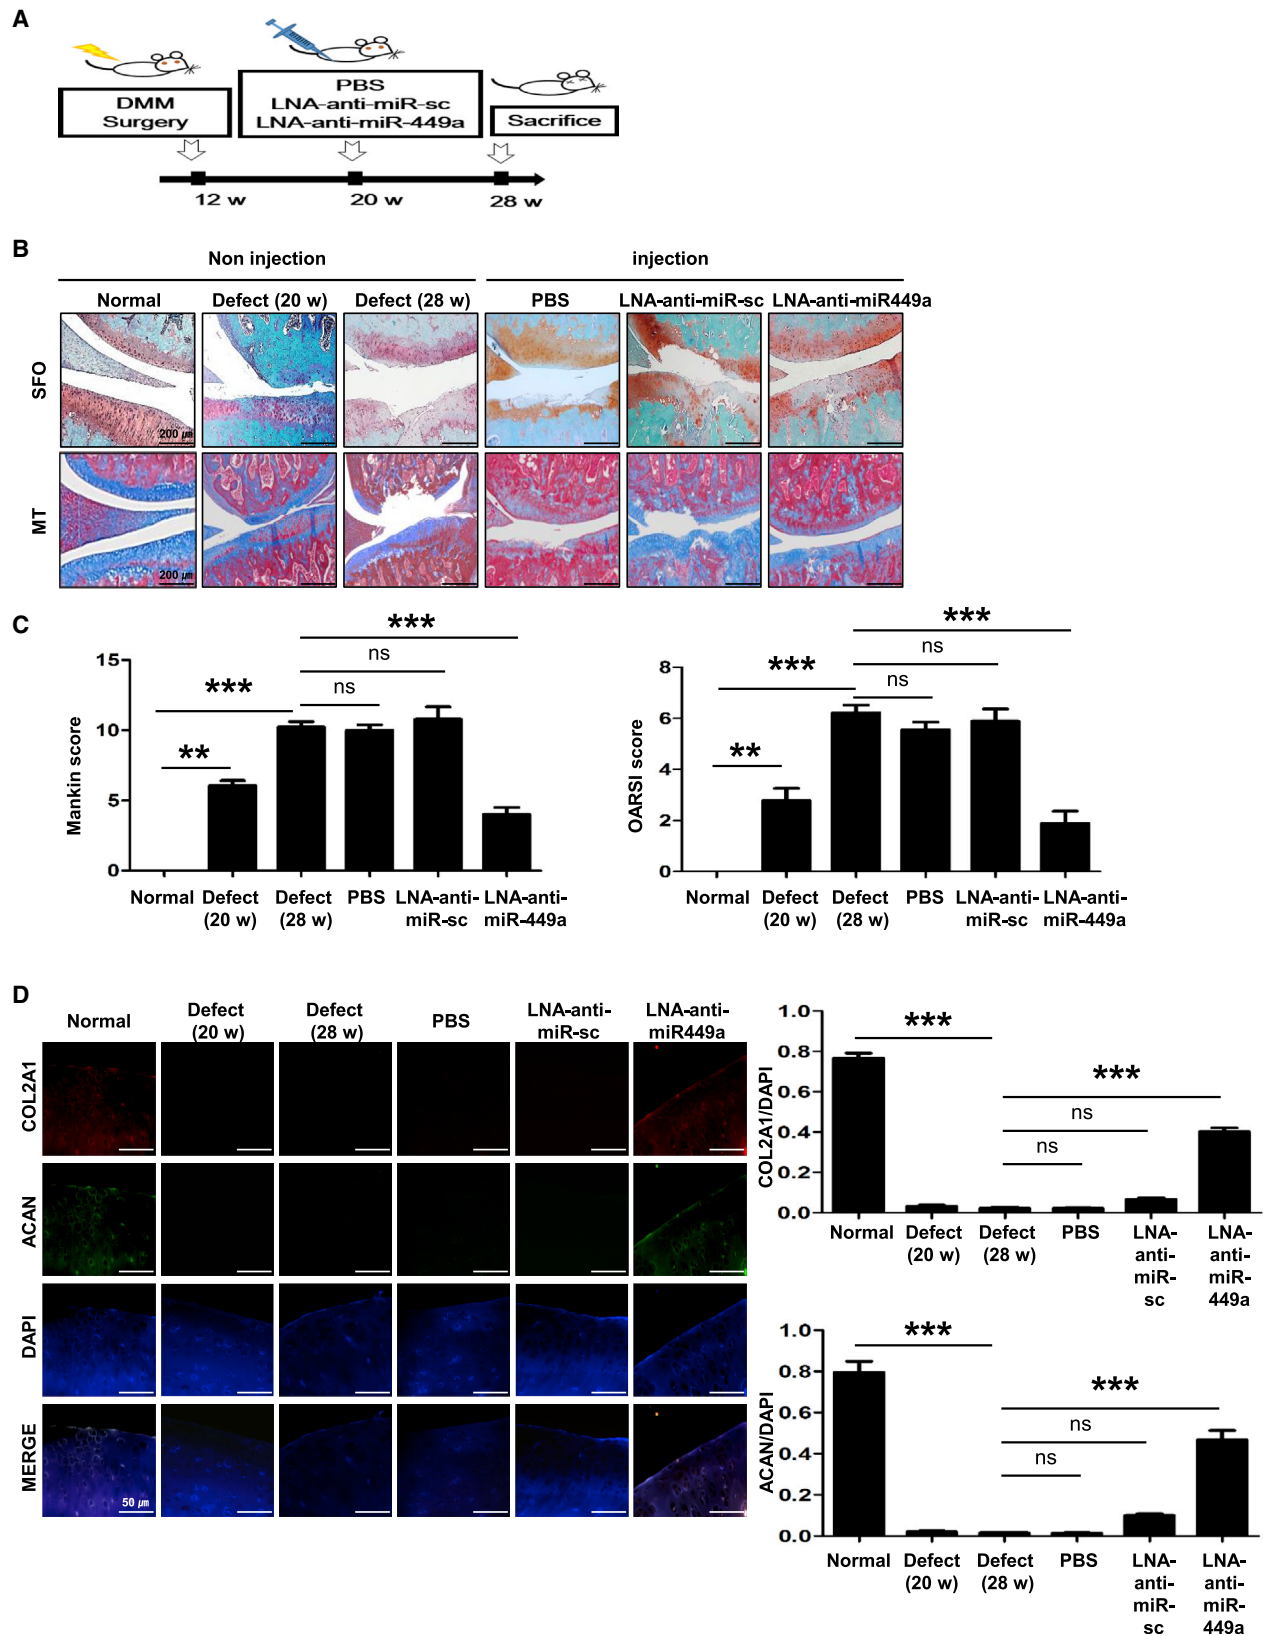 A
DMM
Surgery
PBS
LNA-anti-miR-sc
LNA-anti-miR-449a
Sacrifice
12 w
20 w
28 w
B
Non injection
injection
Normal
Defect (20 w)
Defect (28 w)
PBS
LNA-anti-miR-sc
LNA-anti-miR449a
SFO
200 μm
MT
200 μm
C
Mankin score
15
10
5
0
**
***
ns
ns
***
Normal
Defect
(20 w)
Defect
(28 w)
PBS
LNA-anti-
miR-sc
LNA-anti-
miR-449a
OARSI score
8
6
4
2
0
**
***
ns
ns
***
Normal
Defect
(20 w)
Defect
(28 w)
PBS
LNA-anti-
miR-sc
LNA-anti-
miR-449a
D
Normal
Defect
(20 w)
Defect
(28 w)
PBS
LNA-anti-
miR-sc
LNA-anti-
miR449a
COL2A1
ACAN
DAPI
MERGE
50 μm
COL2A1/DAPI
1.0
0.8
0.6
0.4
0.2
0.0
***
***
ns
ns
Normal
Defect
(20 w)
Defect
(28 w)
PBS
LNA-
anti-
miR-
sc
LNA-
anti-
miR-
449a
ACAN/DAPI
1.0
0.8
0.6
0.4
0.2
0.0
***
***
ns
ns
Normal
Defect
(20 w)
Defect
(28 w)
PBS
LNA-
anti-
miR-
sc
LNA-
anti-
miR-
449a